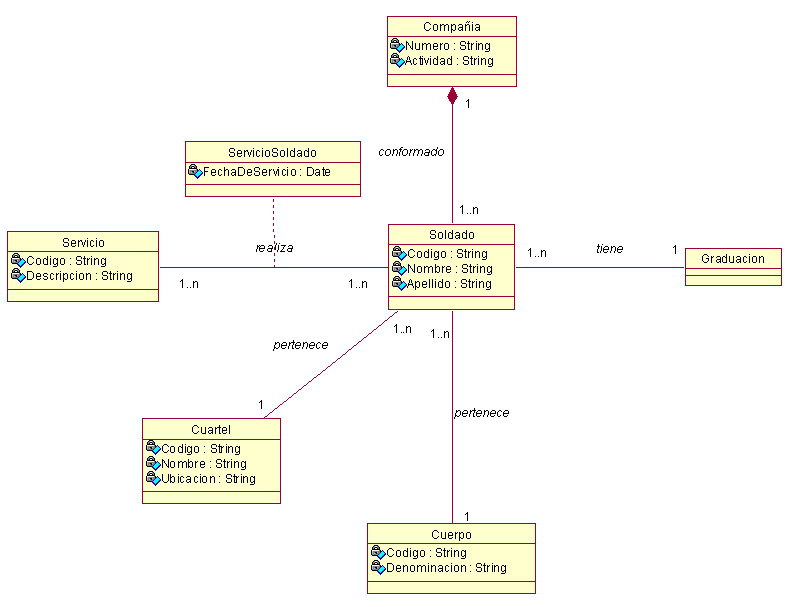 Compañia
Numero : String
Actividad : String
1
conformado
ServicioSoldado
FechaDeServicio : Date
1..n
Servicio
Codigo : String
Descripcion : String
realiza
1..n
1..n
Soldado
Codigo : String
Nombre : String
Apellido : String
1..n
tiene
1
Graduacion
1..n
1..n
pertenece
1
pertenece
Cuartel
Codigo : String
Nombre : String
Ubicacion : String
1
Cuerpo
Codigo : String
Denominacion : String